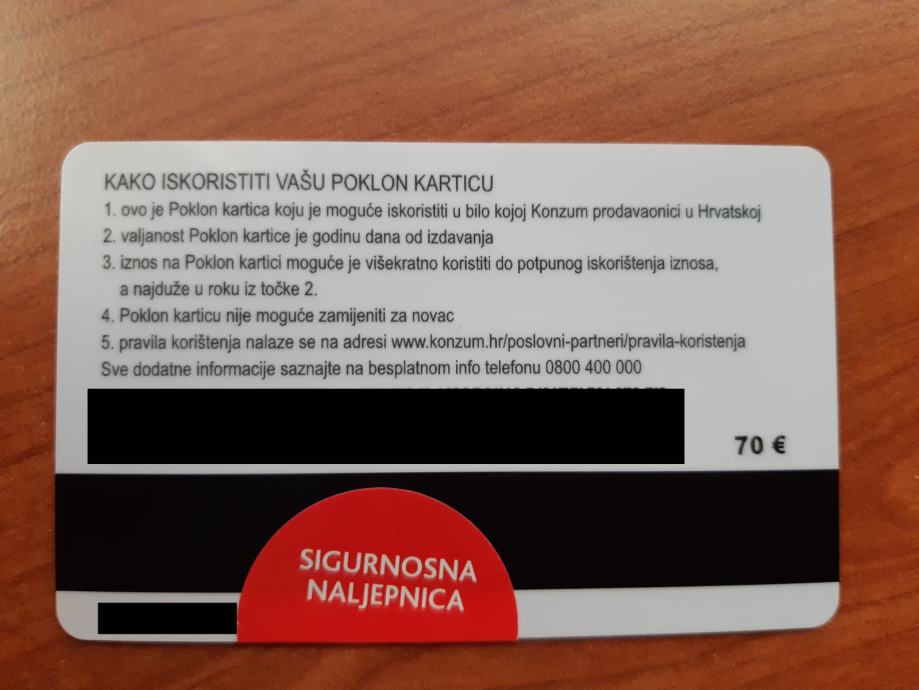 KAKO ISKORISTITI VAŠU POKLON KARTICU
1. ovo je Poklon kartica koju je moguće iskoristiti u bilo kojoj Konzum prodavaonici u Hrvatskoj
2. valjanost Poklon kartice je godinu dana od izdavanja
3. iznos na Poklon kartici moguće je višekratno koristiti do potpunog iskorištenja iznosa,
a najduže u roku iz točke 2.
4. Poklon karticu nije moguće zamijeniti za novac
5. pravila korištenja nalaze se na adresi www.konzum.hr/poslovni-partneri/pravila-koristenja
Sve dodatne informacije saznajte na besplatnom info telefonu 0800 400 000
70 €
SIGURNOSNA
NALJEPNICA